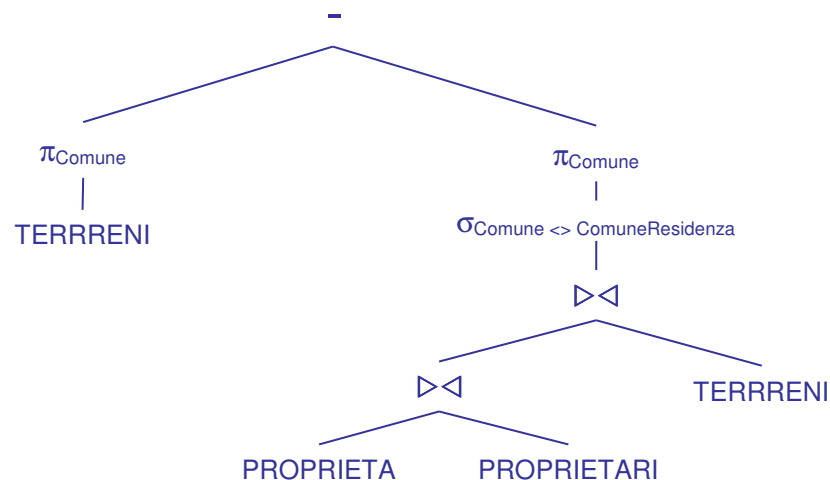 -
πComune
πComune
TERRRENI
σComune <> ComuneResidenza
▷◁
▷◁
TERRRENI
PROPRIETA
PROPRIETARI